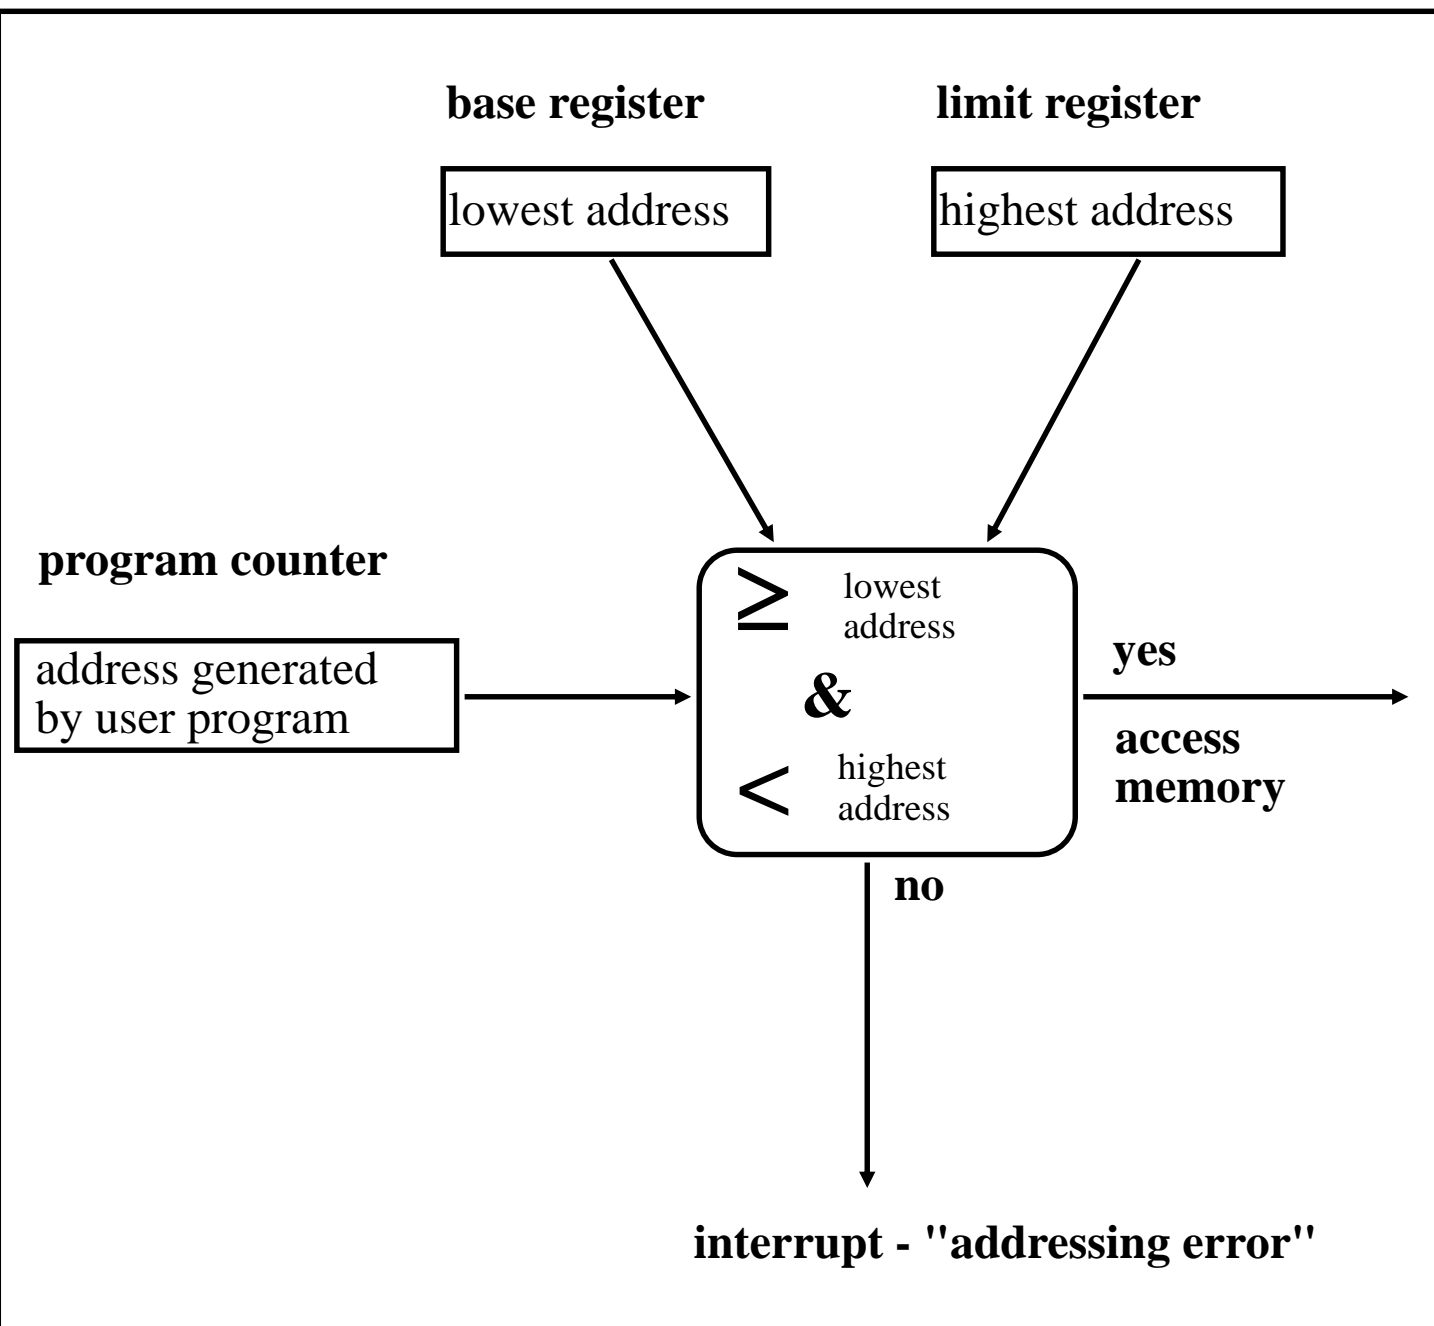 base register
limit register
lowest address
highest address
program counter
address generated
by user program
≥ lowest
address
&
< highest
address
yes
access
memory
no
interrupt - "addressing error"